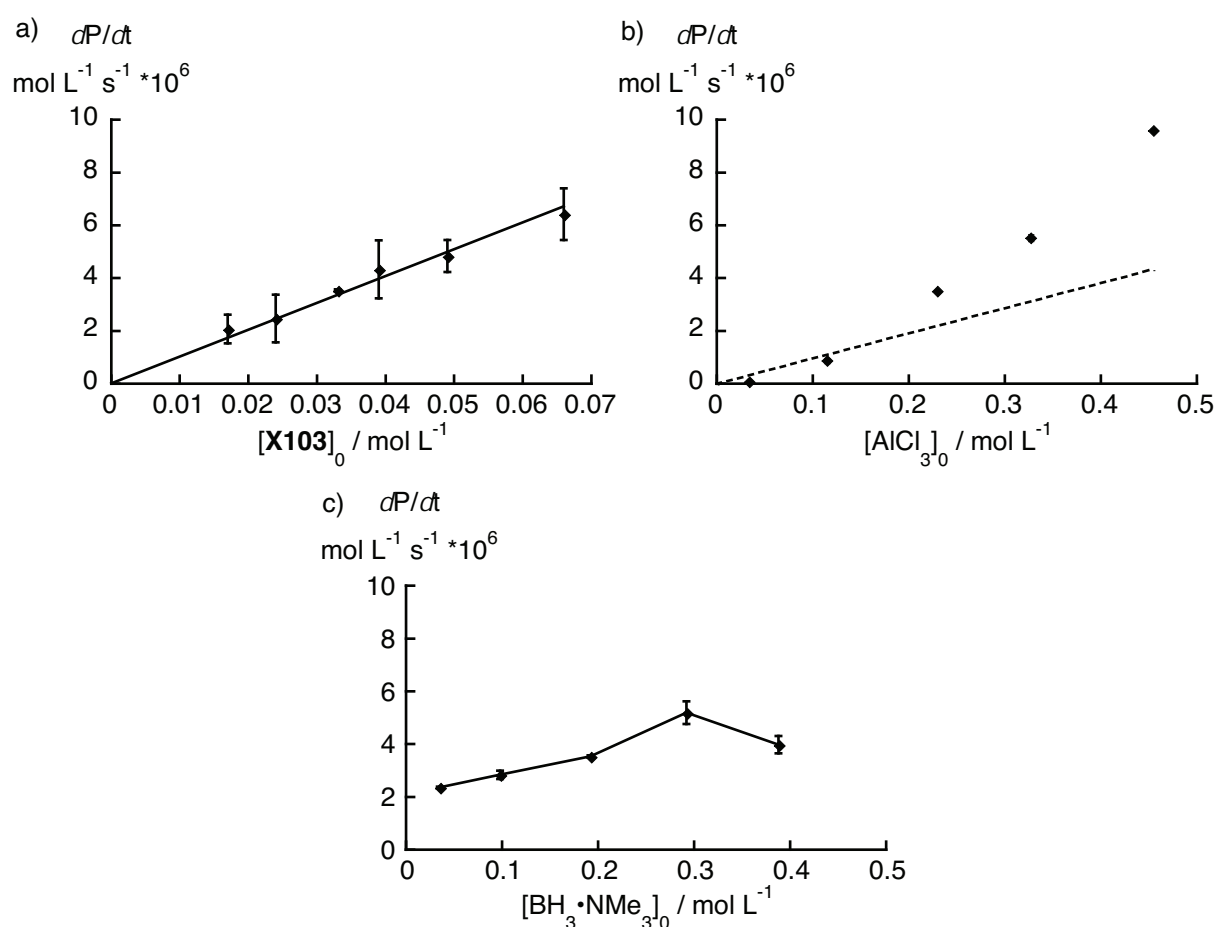 a) dP/dt
mol L⁻¹ s⁻¹ *10⁶
10
8
6
4
2
0
0 0.01 0.02 0.03 0.04 0.05 0.06 0.07
[X103]₀ / mol L⁻¹
b) dP/dt
mol L⁻¹ s⁻¹ *10⁶
10
8
6
4
2
0
0 0.1 0.2 0.3 0.4 0.5
[AlCl₃]₀ / mol L⁻¹
c) dP/dt
mol L⁻¹ s⁻¹ *10⁶
10
8
6
4
2
0
0 0.1 0.2 0.3 0.4 0.5
[BH₃•NMe₃]₀ / mol L⁻¹